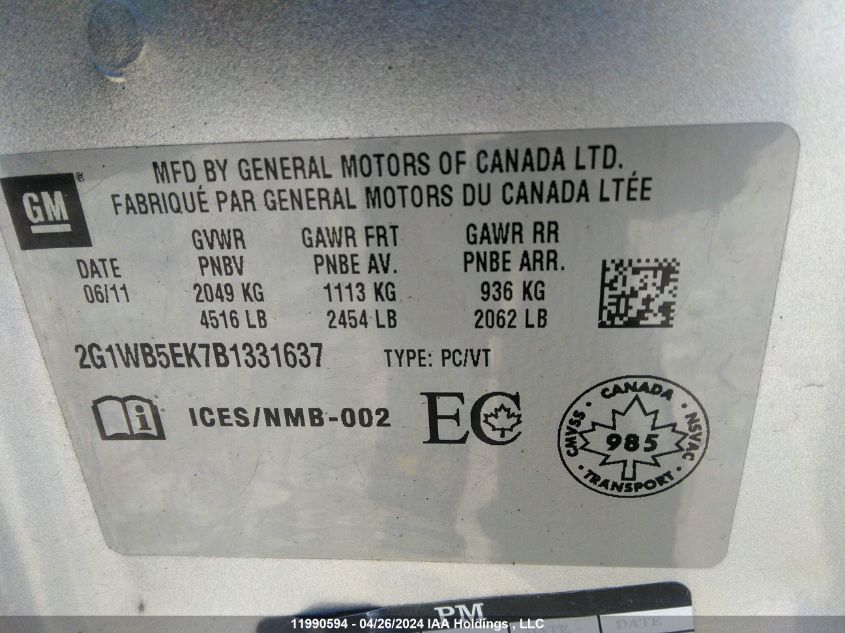 MFD BY GENERAL MOTORS OF CANADA LTD.
FABRIQUÉ PAR GENERAL MOTORS DU CANADA LTÉE
GM
®
GVWR GAWR FRT GAWR RR
DATE PNBV PNBE AV. PNBE ARR.
06/11 2049 KG 1113 KG 936 KG
4516 LB 2454 LB 2062 LB
2G1WB5EK7B1331637 TYPE: PC/VT
i ICES/NMB-002 EC
CANADA
CMVSS 985 NSVAC
TRANSPORT
PM
DATE
11990594 - 04/26/2024 IAA Holdings , LLC